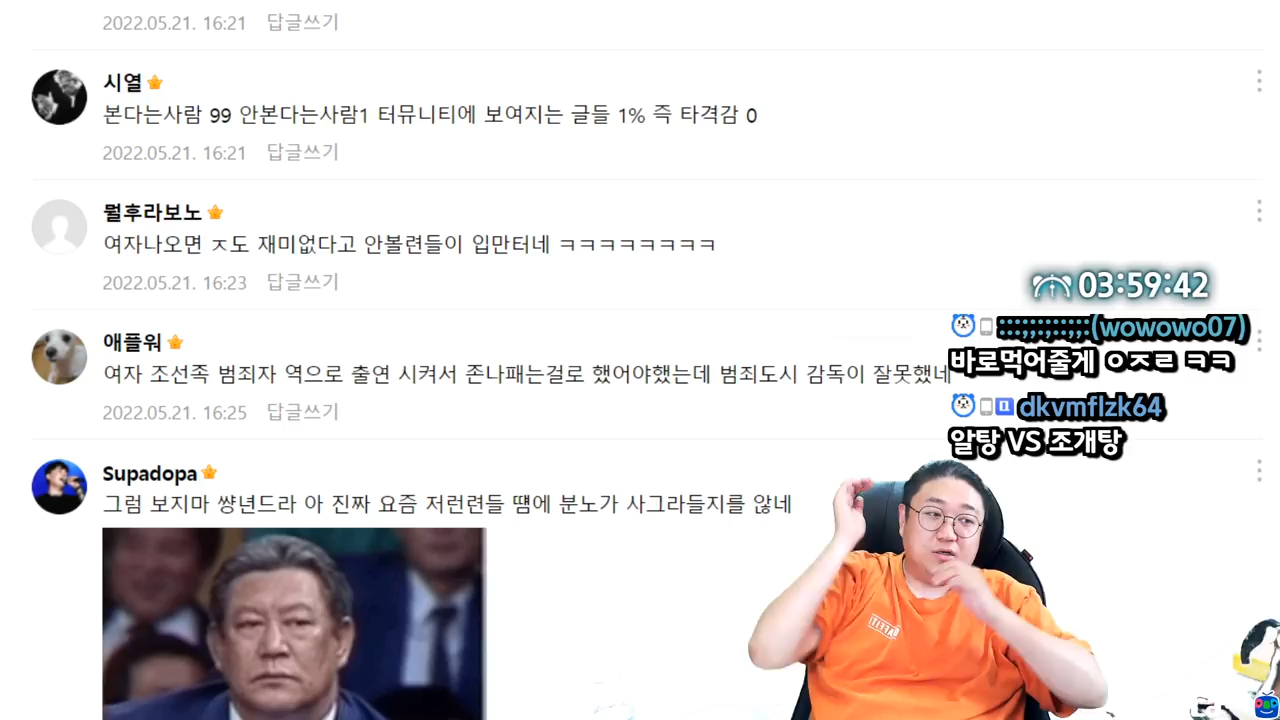 2022.05.21. 16:21 답글쓰기
시열
본다는사람 99 안본다는사람1 터뮤니티에 보여지는 글들 1% 즉 타격감 0
2022.05.21. 16:21 답글쓰기
뭘후라보노
여자나오면 ㅈ도 재미없다고 안볼련들이 입만터네 ㅋㅋㅋㅋㅋㅋㅋㅋ
2022.05.21. 16:23 답글쓰기
03:59:42
:::;,;:::;;:(wowowo07)
바로먹어줄게 ㅇㅈㄹ ㅋㅋ
애플워
여자 조선족 범죄자 역으로 출연 시켜서 존나패는걸로 했어야했는데 범죄도시 감독이 잘못했네
2022.05.21. 16:25 답글쓰기
dkvmflzk64
알탕 VS 조개탕
Supadopa
그럼 보지마 썅년드라 아 진짜 요즘 저런련들 떔에 분노가 사그라들지를 않네